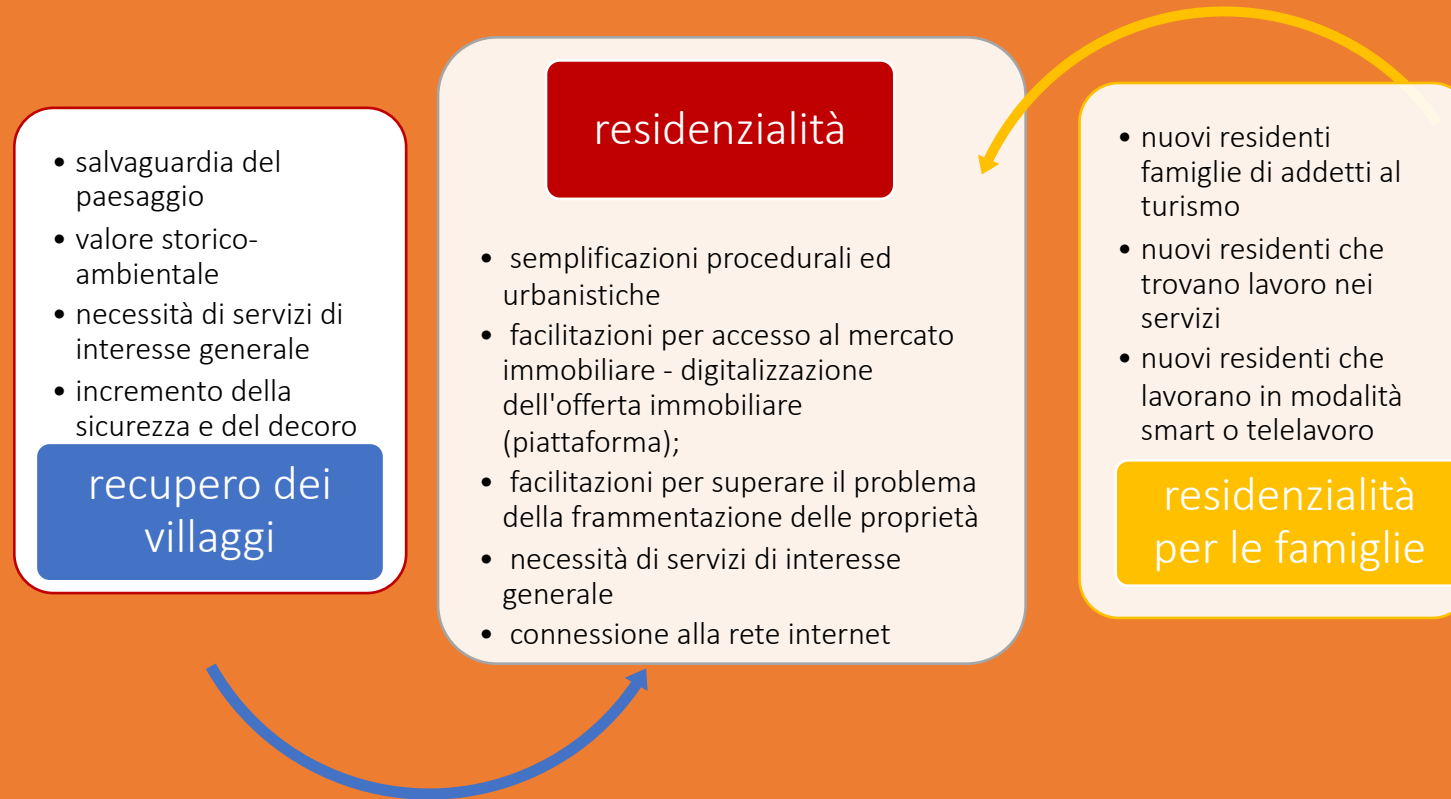 • salvaguardia del
paesaggio
• valore storico-
ambientale
• necessità di servizi di
interesse generale
• incremento della
sicurezza e del decoro
recupero dei
villaggi
residenzialità
• semplificazioni procedurali ed
urbanistiche
• facilitazioni per accesso al mercato
immobiliare - digitalizzazione
dell'offerta immobiliare
(piattaforma);
• facilitazioni per superare il problema
della frammentazione delle proprietà
• necessità di servizi di interesse
generale
• connessione alla rete internet
• nuovi residenti
famiglie di addetti al
turismo
• nuovi residenti che
trovano lavoro nei
servizi
• nuovi residenti che
lavorano in modalità
smart o telelavoro
residenzialità
per le famiglie